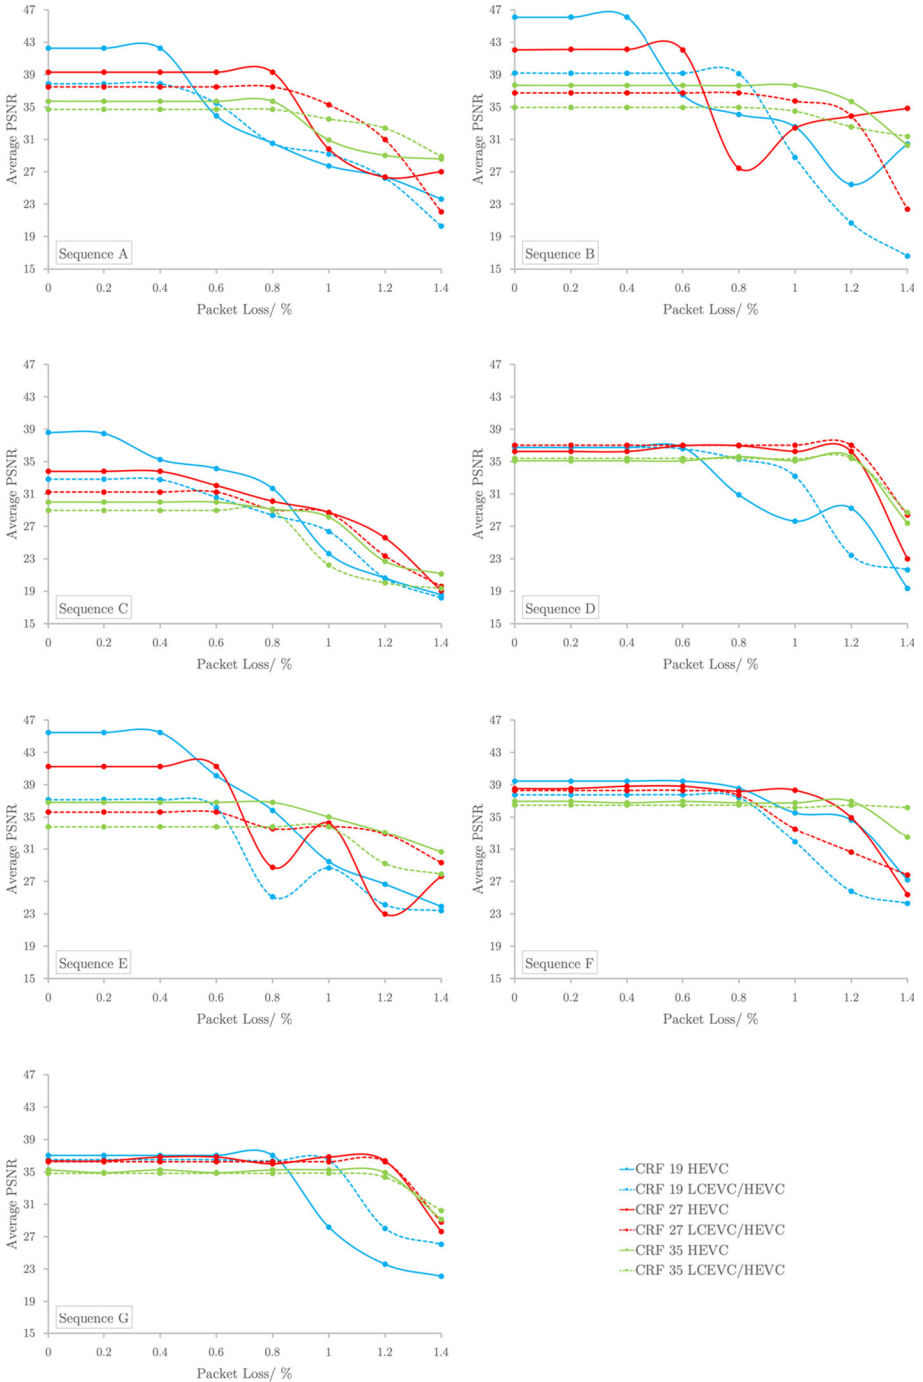 47
43
39
35
31
27
23
19
15
Average PSNR
Sequence A
0 0.2 0.4 0.6 0.8 1 1.2 1.4
Packet Loss/ %
47
43
39
35
31
27
23
19
15
Average PSNR
Sequence B
0 0.2 0.4 0.6 0.8 1 1.2 1.4
Packet Loss/ %
47
43
39
35
31
27
23
19
15
Average PSNR
Sequence C
0 0.2 0.4 0.6 0.8 1 1.2 1.4
Packet Loss/ %
47
43
39
35
31
27
23
19
15
Average PSNR
Sequence D
0 0.2 0.4 0.6 0.8 1 1.2 1.4
Packet Loss/ %
47
43
39
35
31
27
23
19
15
Average PSNR
Sequence E
0 0.2 0.4 0.6 0.8 1 1.2 1.4
Packet Loss/ %
47
43
39
35
31
27
23
19
15
Average PSNR
Sequence F
0 0.2 0.4 0.6 0.8 1 1.2 1.4
Packet Loss/ %
47
43
39
35
31
27
23
19
15
Average PSNR
Sequence G
0 0.2 0.4 0.6 0.8 1 1.2 1.4
Packet Loss/ %
CRF 19 HEVC
CRF 19 LCEVC/HEVC
CRF 27 HEVC
CRF 27 LCEVC/HEVC
CRF 35 HEVC
CRF 35 LCEVC/HEVC